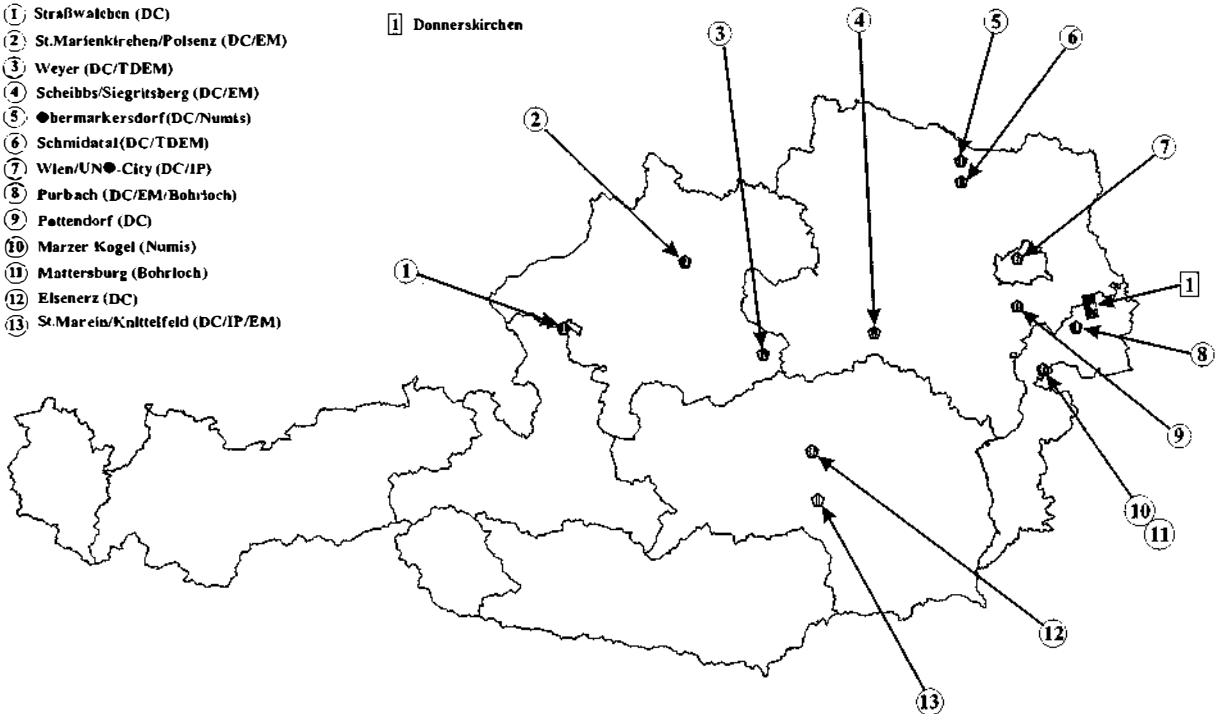 1 Straßwalchen (DC)
2 St.Marienkirchen/Polsenz (DC/EM)
3 Weyer (DC/TDEM)
4 Scheibbs/Siegritsberg (DC/EM)
5 Obermarkersdorf(DC/Numis)
6 Schmidatal(DC/TDEM)
7 Wien/UNO-City (DC/IP)
8 Purbach (DC/EM/Bohrloch)
9 Pottendorf (DC)
10 Marzer Kogel (Numis)
11 Mattersburg (Bohrloch)
12 Eisenerz (DC)
13 St.Marein/Knittelfeld (DC/IP/EM)
1 Donnerskirchen
3
4
5
6
2
7
1
1
8
9
10
11
12
13